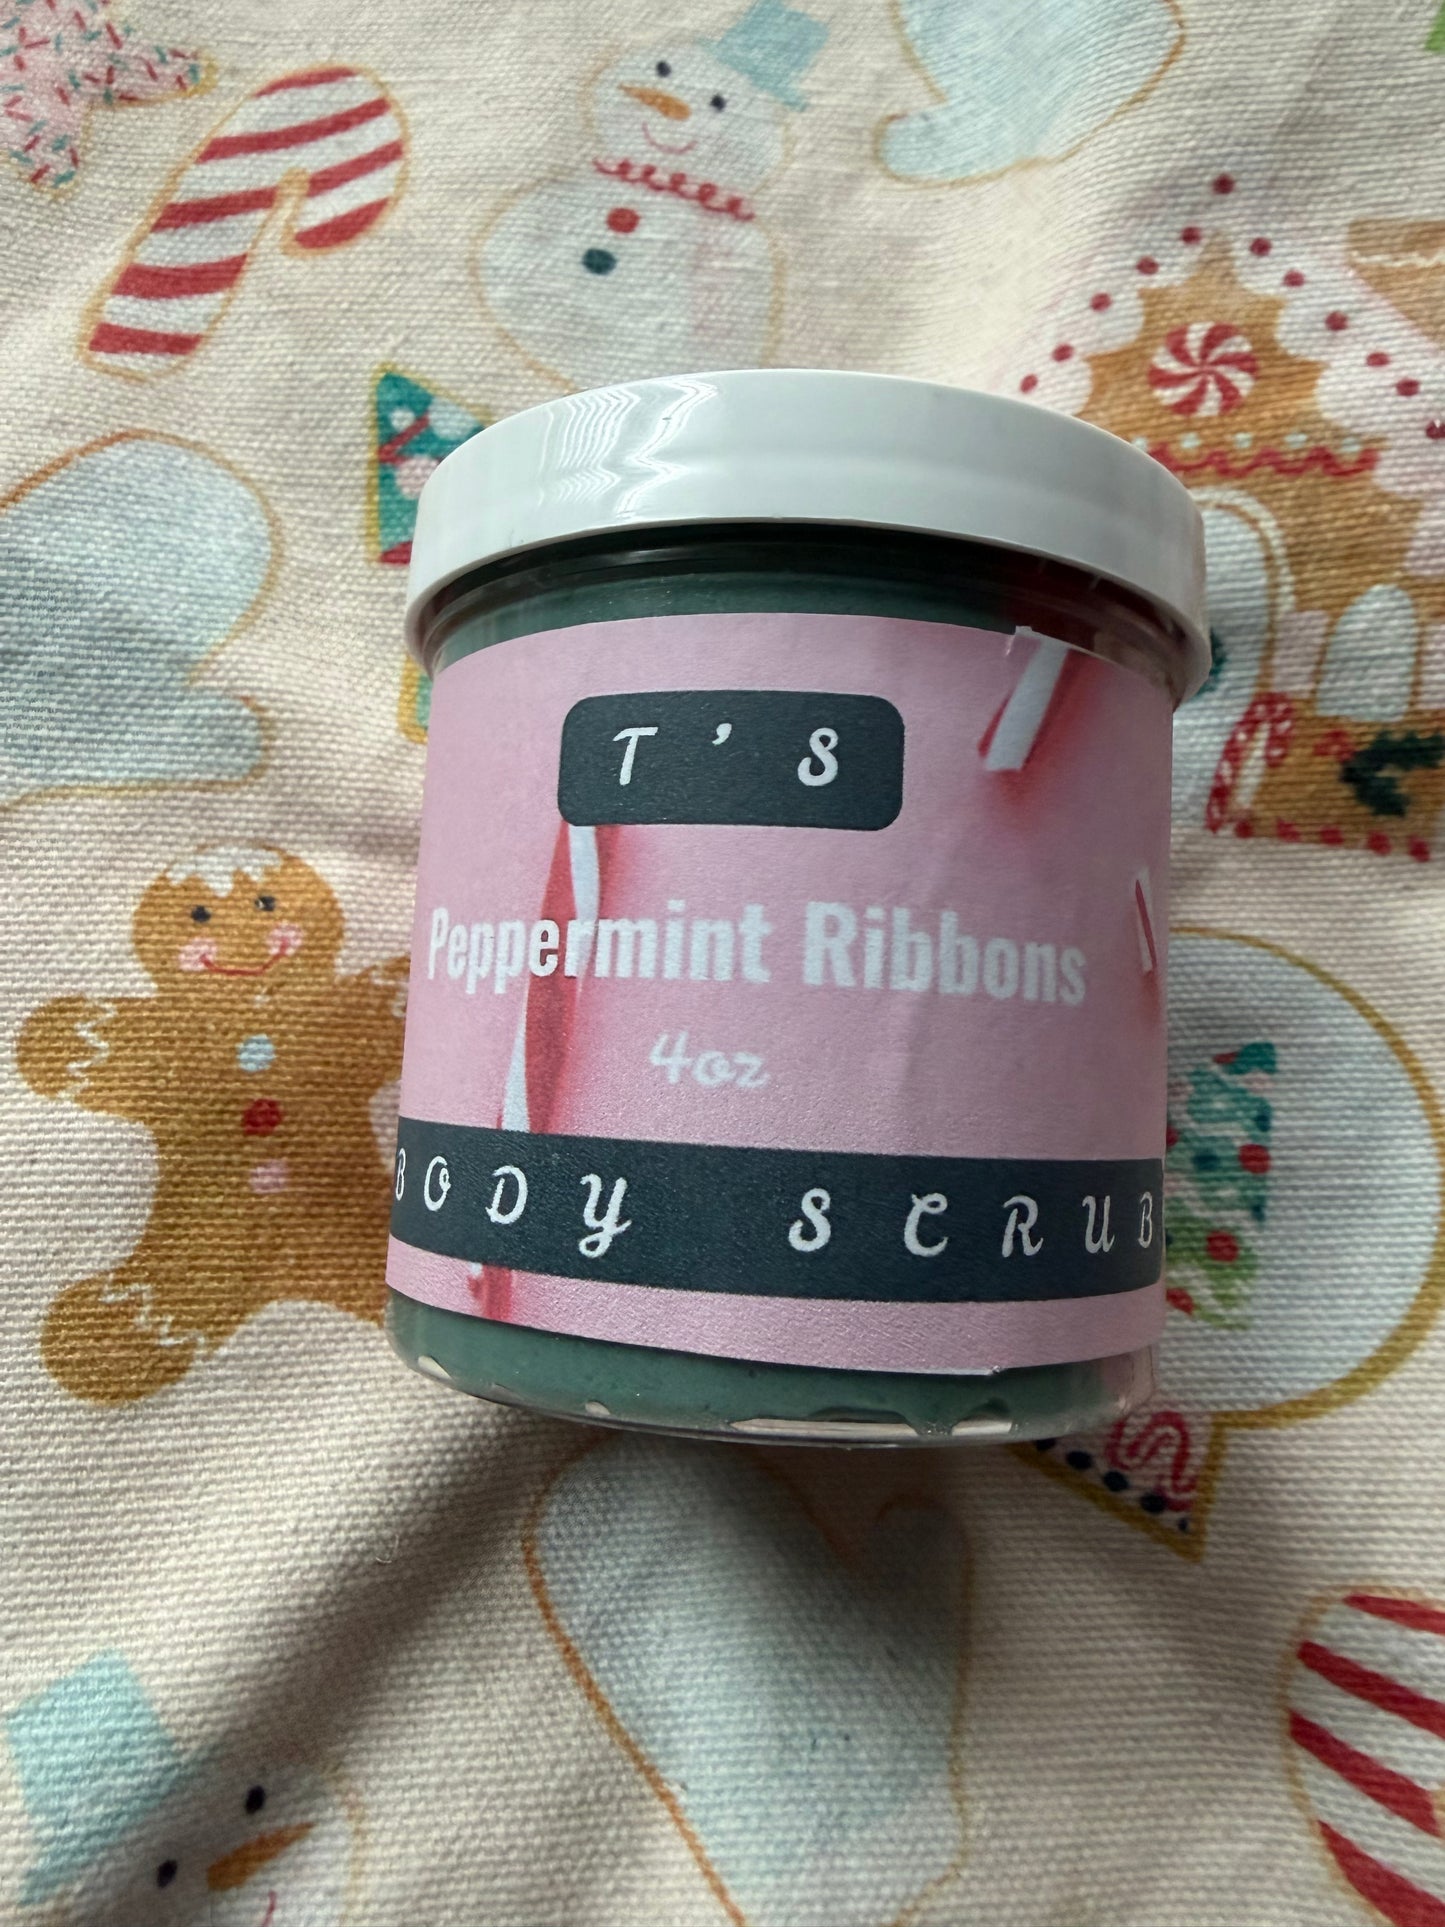 T'S
Peppermint Ribbons
4oz
BODY SCRUB